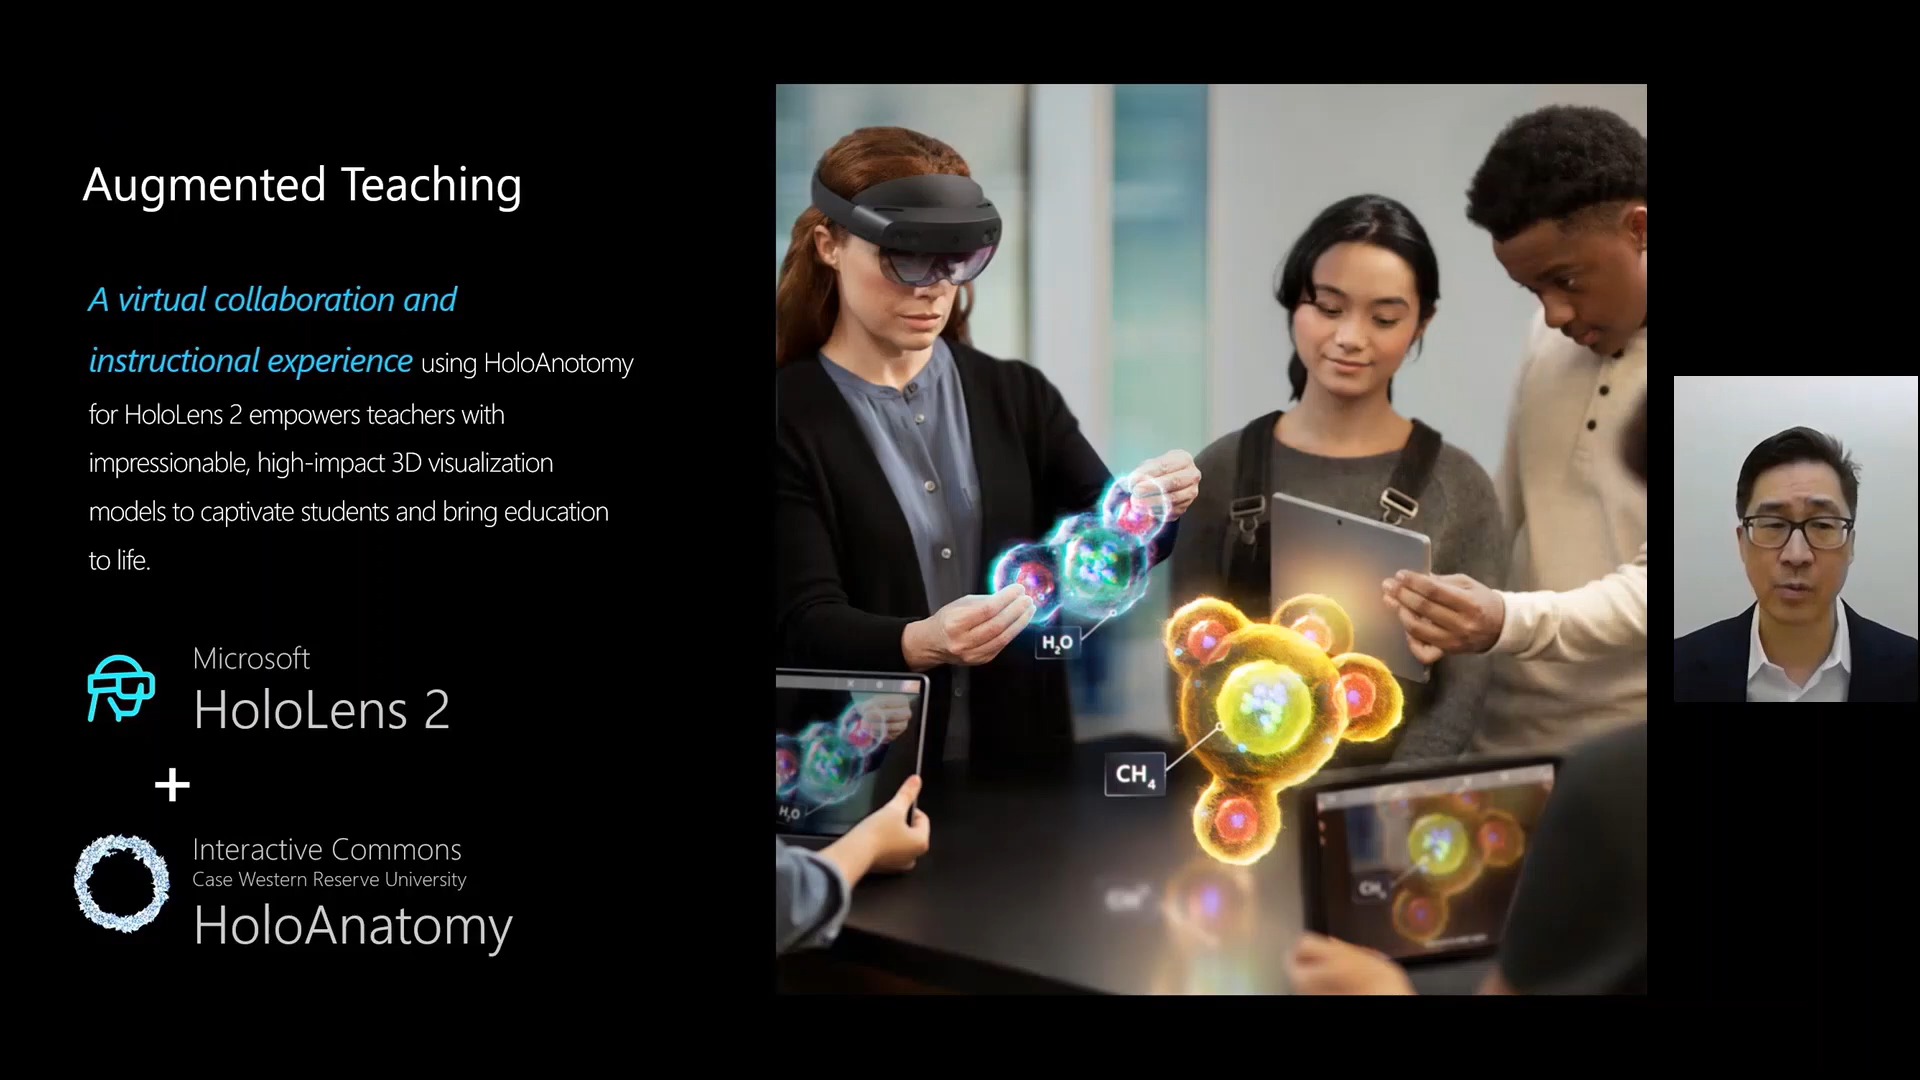 Augmented Teaching
A virtual collaboration and
instructional experience using HoloAnotomy
for HoloLens 2 empowers teachers with
impressionable, high-impact 3D visualization
models to captivate students and bring education
to life.
Microsoft
HoloLens 2
+
Interactive Commons
Case Western Reserve University
HoloAnatomy
H₂O
CH₄
H₂O
CH₄